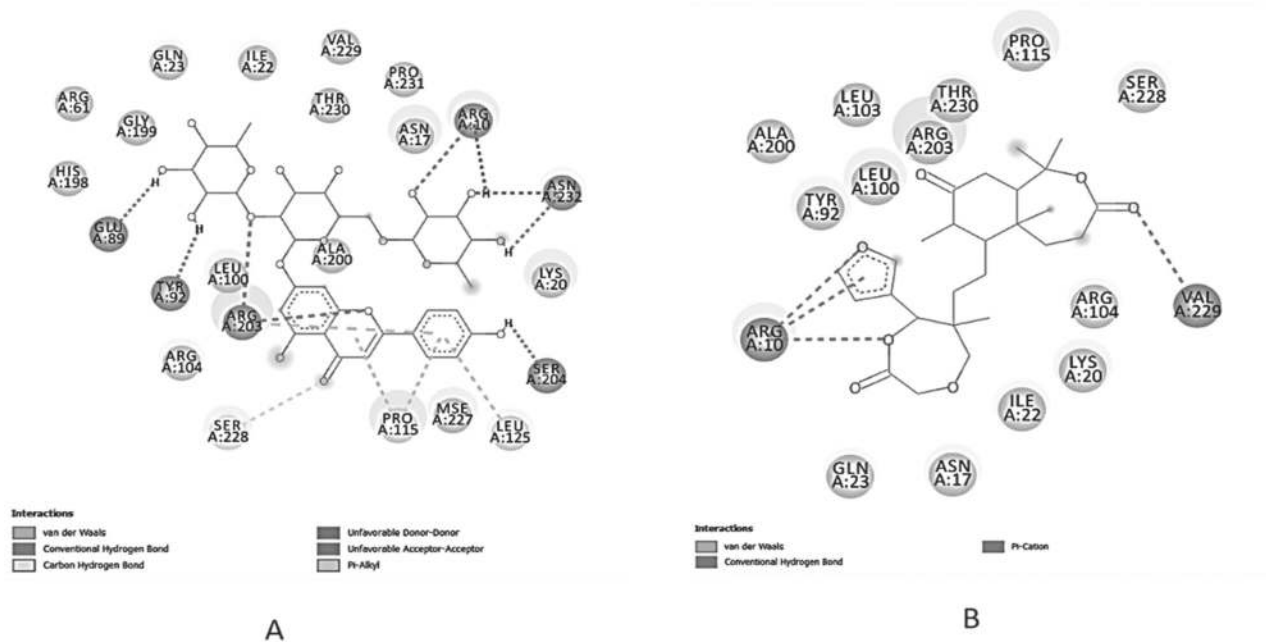 GLN
A:23
ILE
A:22
VAL
A:229
PRO
A:231
ARG
A:61
GLY
A:199
THR
A:230
ASN
A:17
ARG
A:10
HIS
A:198
H
ASN
A:232
GLU
A:89
H
H
H
O
O
O
TYR
A:92
LEU
A:100
ALA
A:200
LYS
A:20
ARG
A:203
H
ARG
A:104
SER
A:204
SER
A:228
PRO
A:115
MSE
A:227
LEU
A:125
Interactions
van der Waals
Conventional Hydrogen Bond
Carbon Hydrogen Bond
Unfavorable Donor-Donor
Unfavorable Acceptor-Acceptor
Pi-Alkyl
A
PRO
A:115
LEU
A:103
THR
A:230
SER
A:228
ALA
A:200
ARG
A:203
LEU
A:100
TYR
A:92
O
O
O
O
ARG
A:10
ARG
A:104
VAL
A:229
O
LYS
A:20
O
O
ILE
A:22
GLN
A:23
ASN
A:17
Interactions
van der Waals
Conventional Hydrogen Bond
Pi-Cation
B